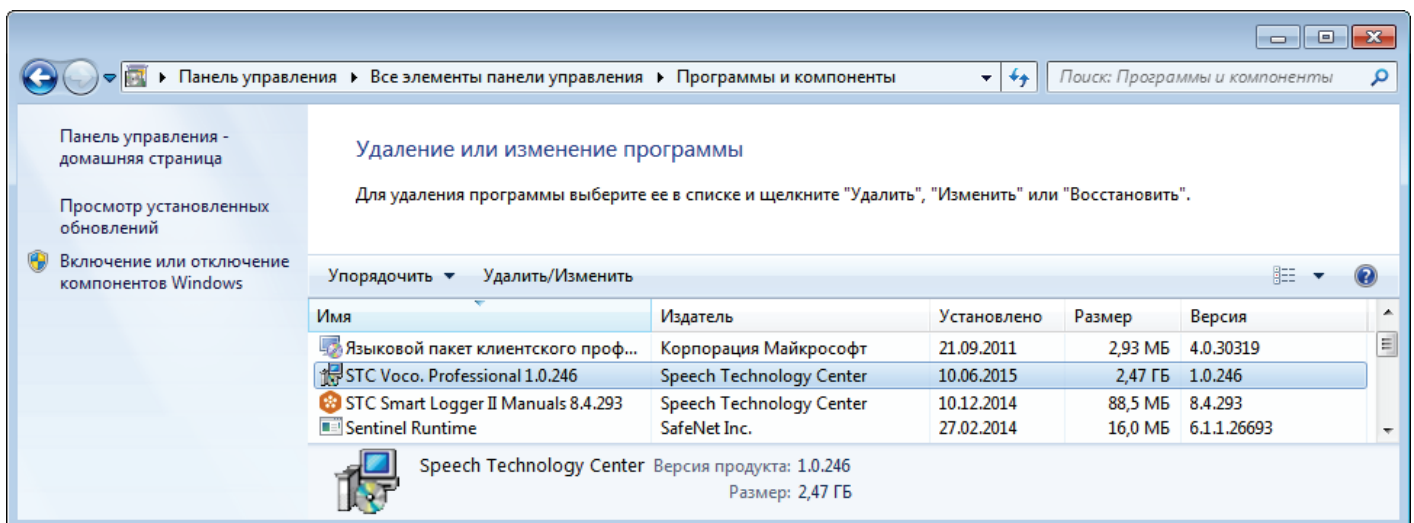 Панель управления ▸ Все элементы панели управления ▸ Программы и компоненты
Поиск: Программы и компоненты
Панель управления -
домашняя страница
Просмотр установленных
обновлений
Включение или отключение
компонентов Windows
Удаление или изменение программы
Для удаления программы выберите ее в списке и щелкните "Удалить", "Изменить" или "Восстановить".
Упорядочить Удалить/Изменить
Имя Издатель Установлено Размер Версия
Языковой пакет клиентского проф... Корпорация Майкрософт 21.09.2011 2,93 МБ 4.0.30319
STC Voco. Professional 1.0.246 Speech Technology Center 10.06.2015 2,47 ГБ 1.0.246
STC Smart Logger II Manuals 8.4.293 Speech Technology Center 10.12.2014 88,5 МБ 8.4.293
Sentinel Runtime SafeNet Inc. 27.02.2014 16,0 МБ 6.1.1.26693
Speech Technology Center Версия продукта: 1.0.246
Размер: 2,47 ГБ